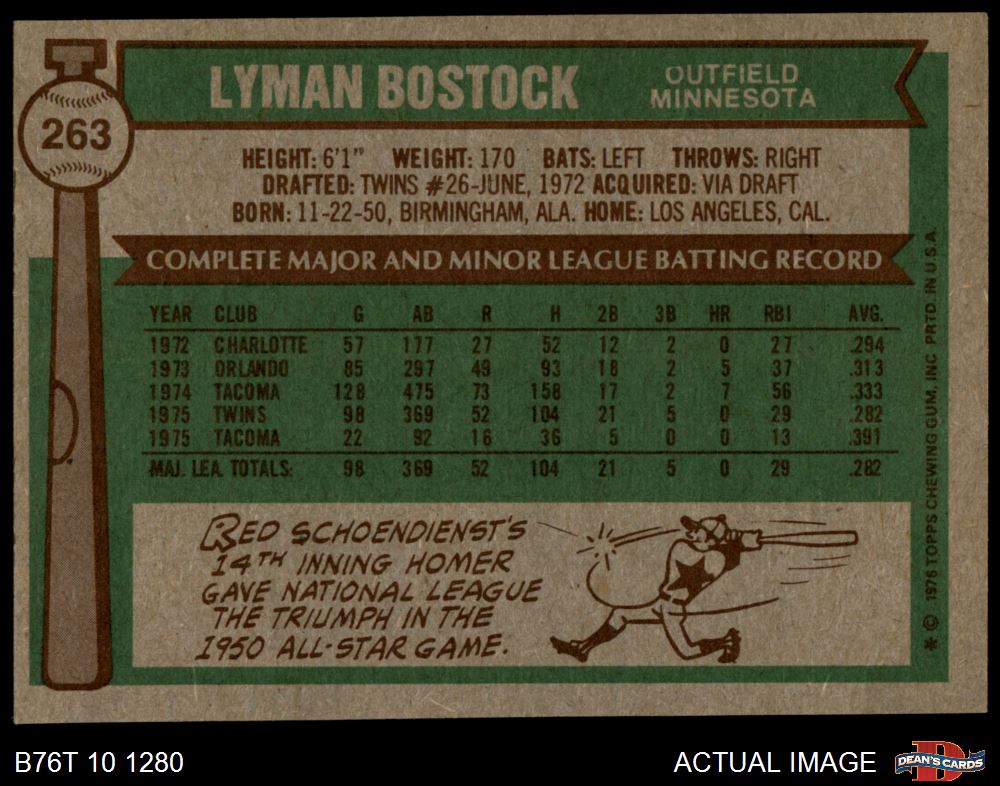 263
LYMAN BOSTOCK
OUTFIELD
MINNESOTA
HEIGHT: 6'1" WEIGHT: 170 BATS: LEFT THROWS: RIGHT
DRAFTED: TWINS #26-JUNE, 1972 ACQUIRED: VIA DRAFT
BORN: 11-22-50, BIRMINGHAM, ALA. HOME: LOS ANGELES, CAL.
COMPLETE MAJOR AND MINOR LEAGUE BATTING RECORD
YEAR CLUB G AB R H 2B 3B HR RBI AVG.
1972 CHARLOTTE 57 177 27 52 12 2 0 27 .294
1973 ORLANDO 85 297 49 93 18 2 5 37 .313
1974 TACOMA 128 475 73 158 17 2 7 56 .333
1975 TWINS 98 369 52 104 21 5 0 29 .282
1975 TACOMA 22 92 16 36 5 0 0 13 .391
MAJ. LEA. TOTALS: 98 369 52 104 21 5 0 29 .282
RED SCHOENDIENST'S
14TH INNING HOMER
GAVE NATIONAL LEAGUE
THE TRIUMPH IN THE
1950 ALL-STAR GAME.
* © 1976 TOPPS CHEWING GUM, INC PRTD. IN U.S.A.
B76T 10 1280
ACTUAL IMAGE
D
DEAN'S CARDS